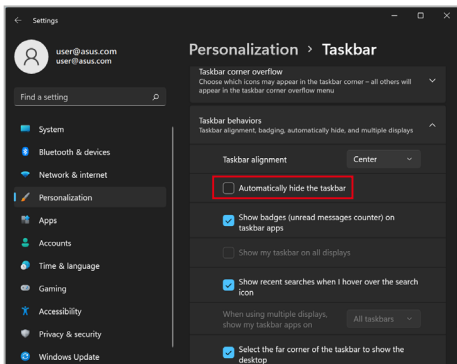 Settings
user@asus.com
user@asus.com
Find a setting
System
Bluetooth & devices
Network & internet
Personalization
Apps
Accounts
Time & language
Gaming
Accessibility
Privacy & security
Windows Update
Personalization > Taskbar
Taskbar corner overflow
Choose which icons may appear in the taskbar corner – all others will
appear in the taskbar corner overflow menu
Taskbar behaviors
Taskbar alignment, badging, automatically hide, and multiple displays
Taskbar alignment
Center
Automatically hide the taskbar
Show badges (unread messages counter) on
taskbar apps
Show my taskbar on all displays
Show recent searches when I hover over the search
icon
When using multiple displays,
show my taskbar apps on
All taskbars
Select the far corner of the taskbar to show the
desktop